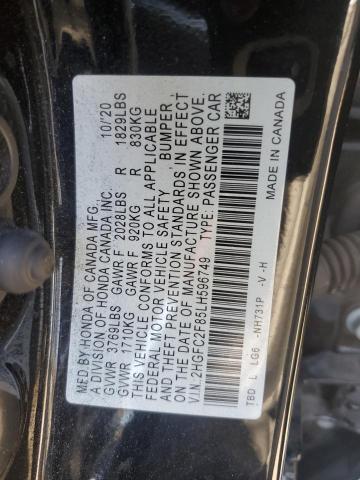 MFD.BY HONDA OF CANADA MFG., 10/'20
A DIVISION OF HONDA CANADA INC.
GVWR 3769LBS GAWR F 2028LBS R 1829LBS
GVWR 1710KG GAWR F 920KG R 830KG
THIS VEHICLE CONFORMS TO ALL APPLICABLE
FEDERAL MOTOR VEHICLE SAFETY BUMPER
AND THEFT PREVENTION STANDARDS IN EFFECT
ON THE DATE OF MANUFACTURE SHOWN ABOVE.
V.I.N.:2HGFC2F85LH596749 TYPE: PASSENGER CAR
MADE IN CANADA
TBD L LG6 -NH731P -V -H